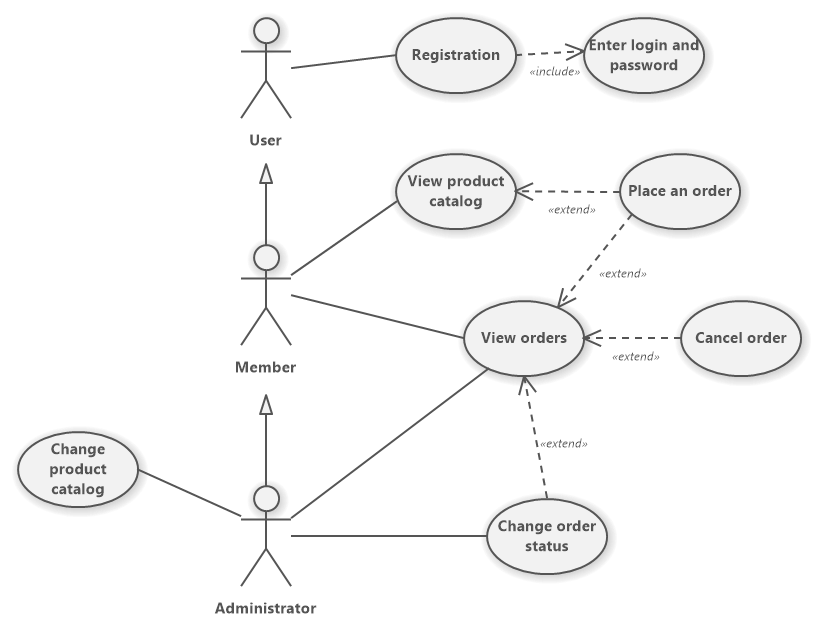 Registration
Enter login and
password
«include»
User
View product
catalog
Place an order
«extend»
«extend»
View orders
Cancel order
«extend»
Member
«extend»
Change
product
catalog
Change order
status
Administrator